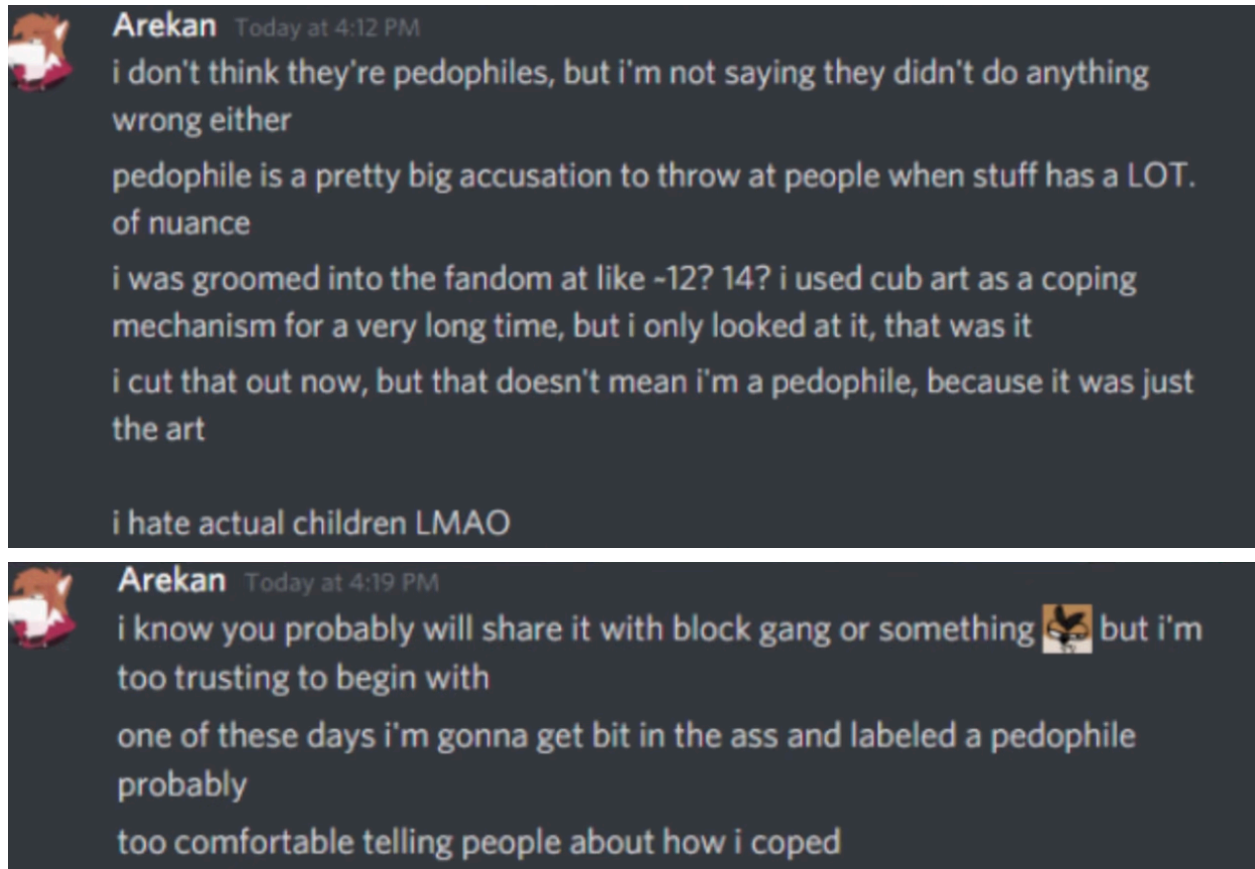 Arekan Today at 4:12 PM
i don't think they're pedophiles, but i'm not saying they didn't do anything
wrong either
pedophile is a pretty big accusation to throw at people when stuff has a LOT.
of nuance
i was groomed into the fandom at like ~12? 14? i used cub art as a coping
mechanism for a very long time, but i only looked at it, that was it
i cut that out now, but that doesn't mean i'm a pedophile, because it was just
the art
i hate actual children LMAO
Arekan Today at 4:19 PM
i know you probably will share it with block gang or something but i'm
too trusting to begin with
one of these days i'm gonna get bit in the ass and labeled a pedophile
probably
too comfortable telling people about how i coped